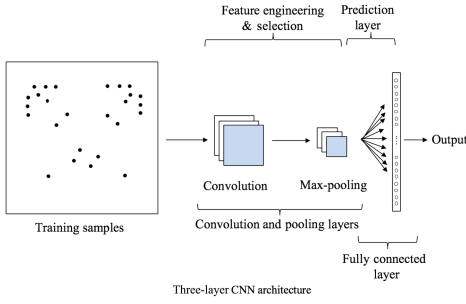 Feature engineering
& selection
Prediction
layer
Convolution
Max-pooling
Output
Training samples
Convolution and pooling layers
Fully connected
layer
Three-layer CNN architecture